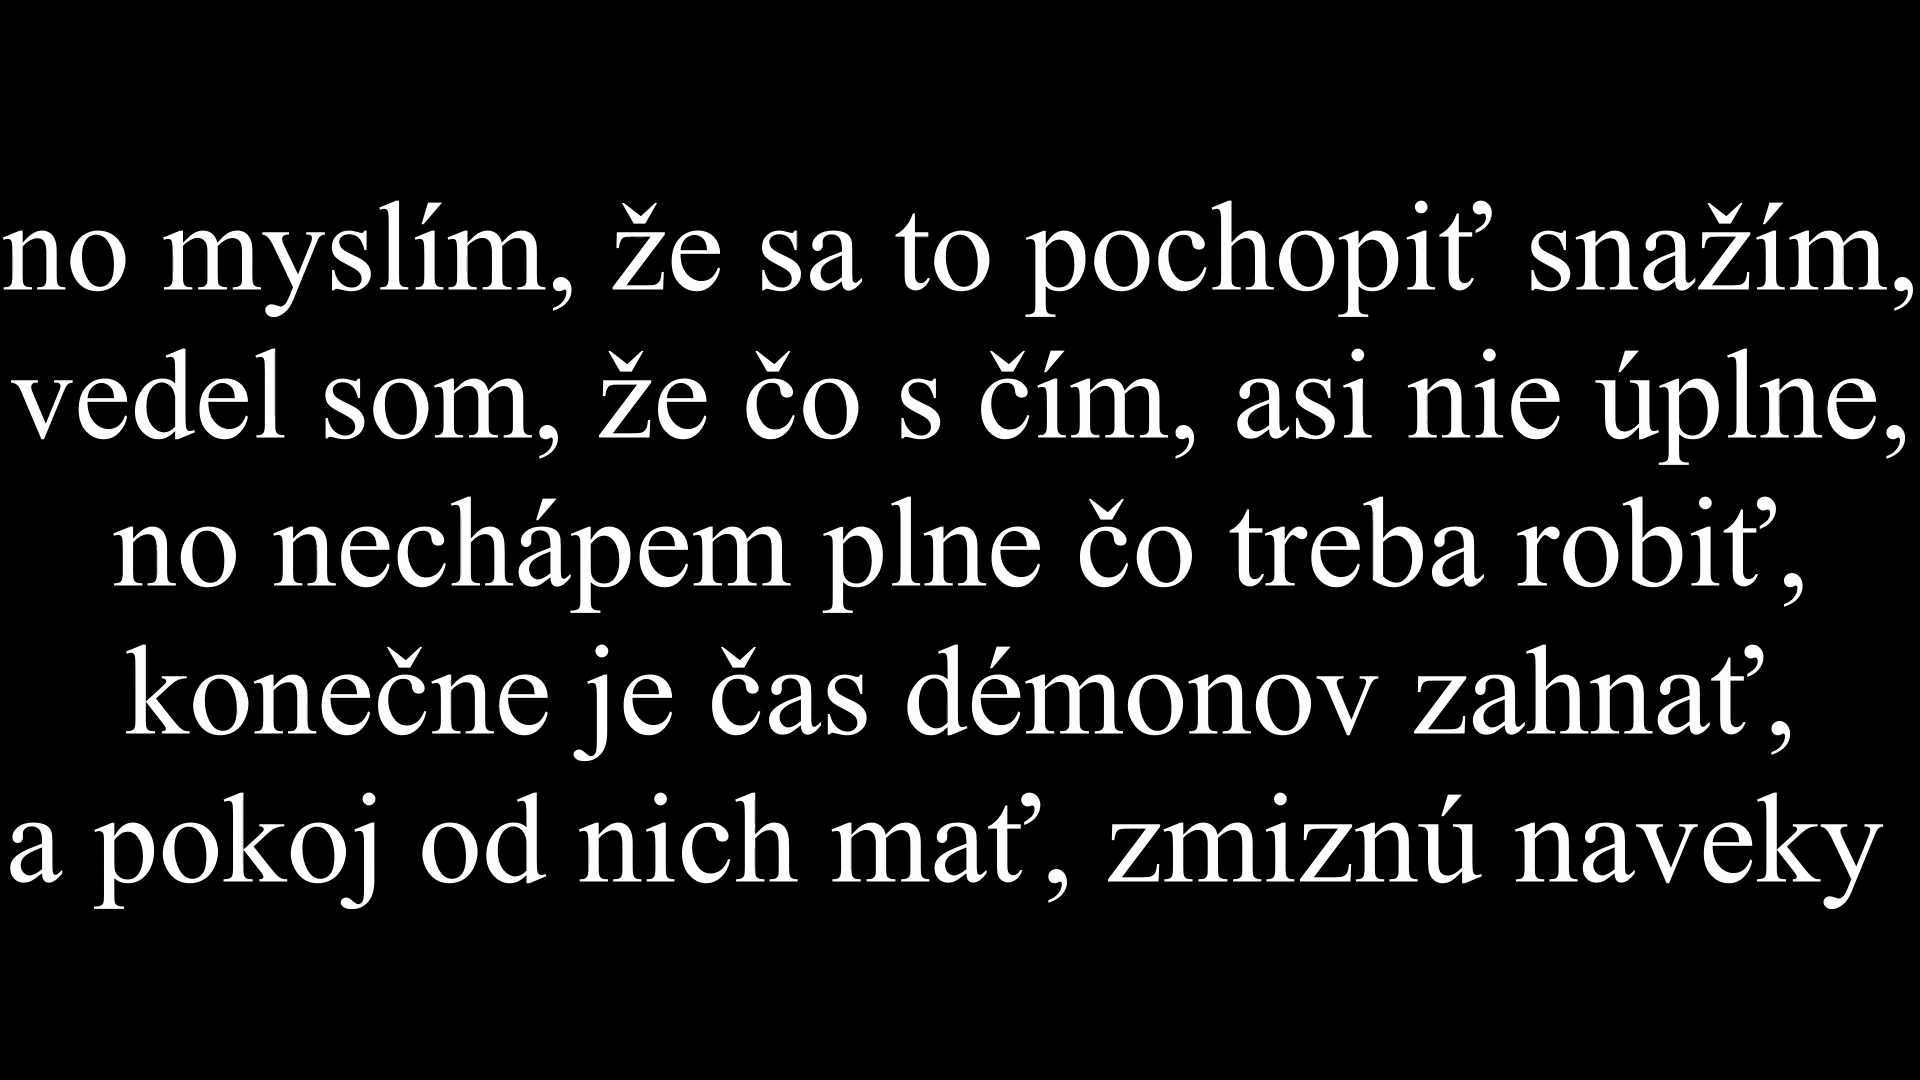 no myslím, že sa to pochopiť snažím,
vedel som, že čo s čím, asi nie úplne,
no nechápem plne čo treba robiť,
konečne je čas démonov zahnať,
a pokoj od nich mať, zmiznú naveky